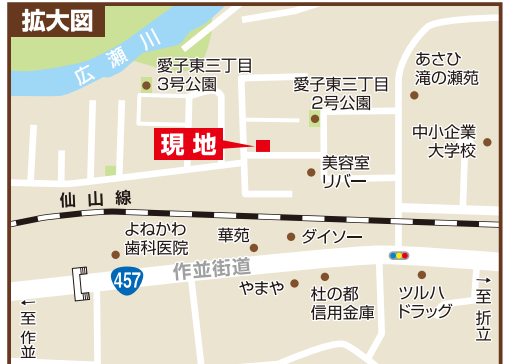 拡大図
広瀬川
愛子東三丁目
3号公園
愛子東三丁目
2号公園
あさひ
滝の瀬苑
中小企業
大学校
現地
美容室
リバー
仙山線
よねかわ
歯科医院
華苑
ダイソー
作並街道
457
やまや
杜の都
信用金庫
ツルハ
ドラッグ
←至作並
→至折立